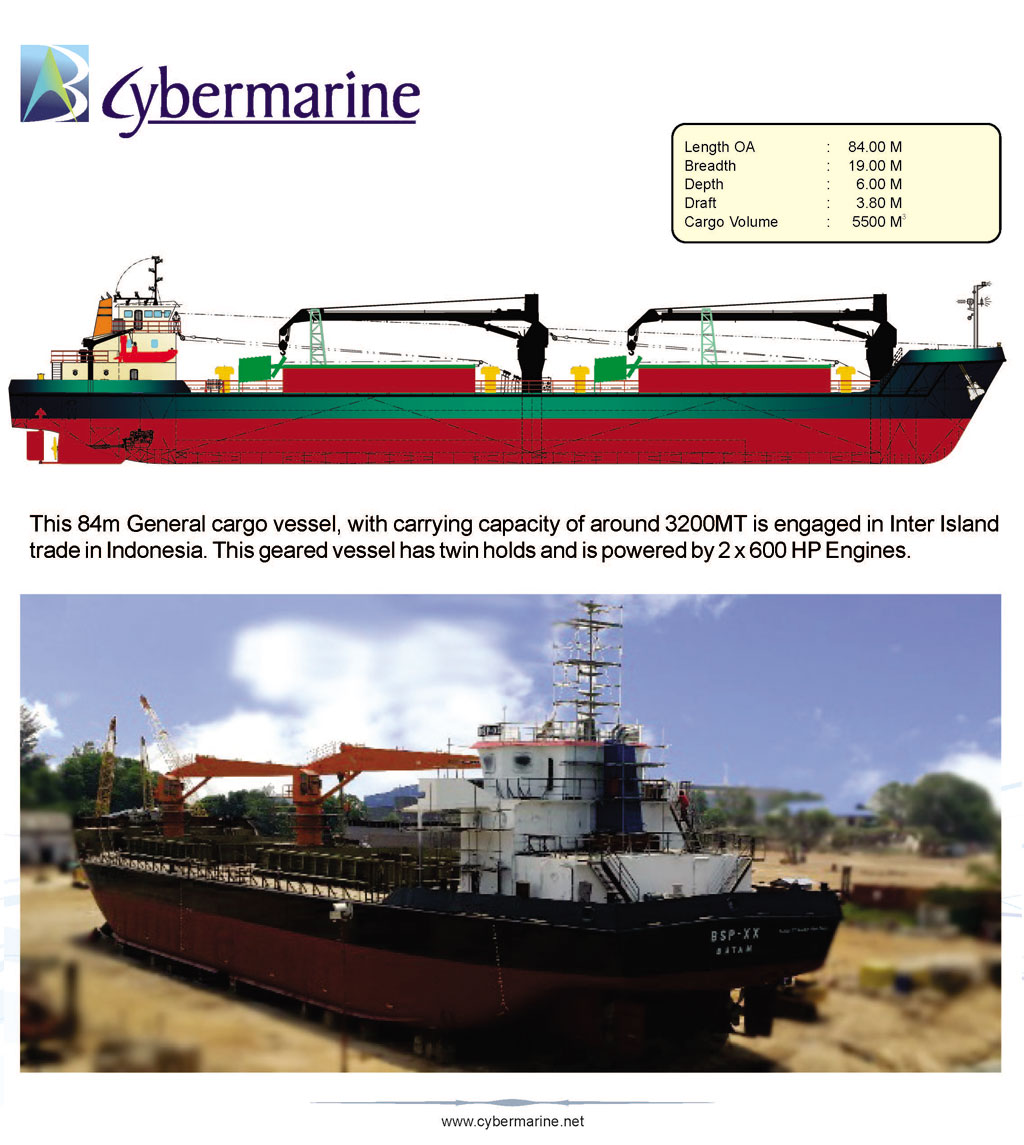 Cybermarine
Length OA : 84.00 M
Breadth : 19.00 M
Depth : 6.00 M
Draft : 3.80 M
Cargo Volume : 5500 M³
This 84m General cargo vessel, with carrying capacity of around 3200MT is engaged in Inter Island
trade in Indonesia. This geared vessel has twin holds and is powered by 2 x 600 HP Engines.
BSP-XX
BATAM
www.cybermarine.net